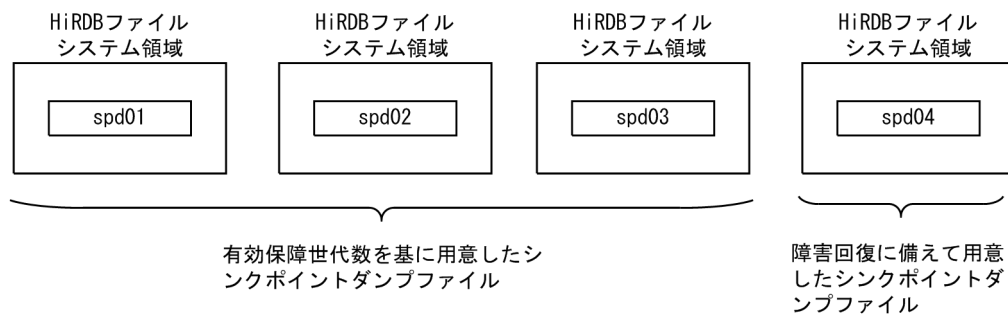 HiRDBファイル
システム領域
HiRDBファイル
システム領域
HiRDBファイル
システム領域
HiRDBファイル
システム領域
spd01
spd02
spd03
spd04
有効保障世代数を基に用意したシ
ンクポイントダンプファイル
障害回復に備えて用意
したシンクポイントダ
ンプファイル